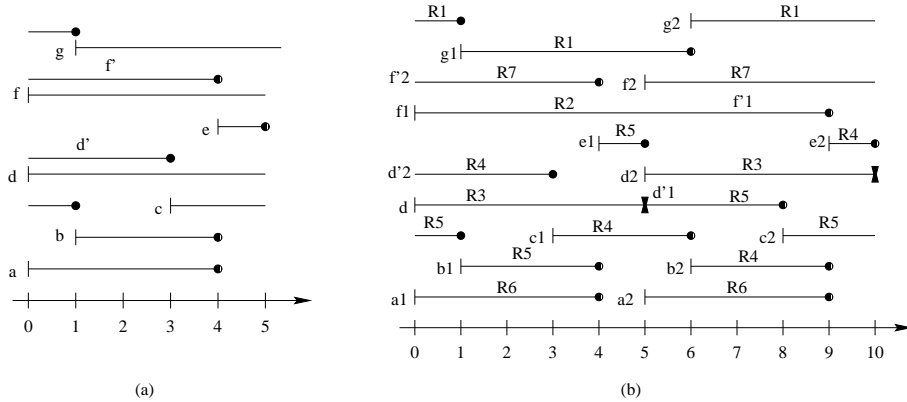 g
f'
f
e
d'
d
c
b
a
0 1 2 3 4 5
(a)
R1 g2 R1
g1 R1
f'2 R7 f2 R7
f1 R2 f'1
e1 R5 e2 R4
d'2 R4 d2 R3
d R3 d'1 R5
R5 c1 R4 c2 R5
b1 R5 b2 R4
a1 R6 a2 R6
0 1 2 3 4 5 6 7 8 9 10
(b)